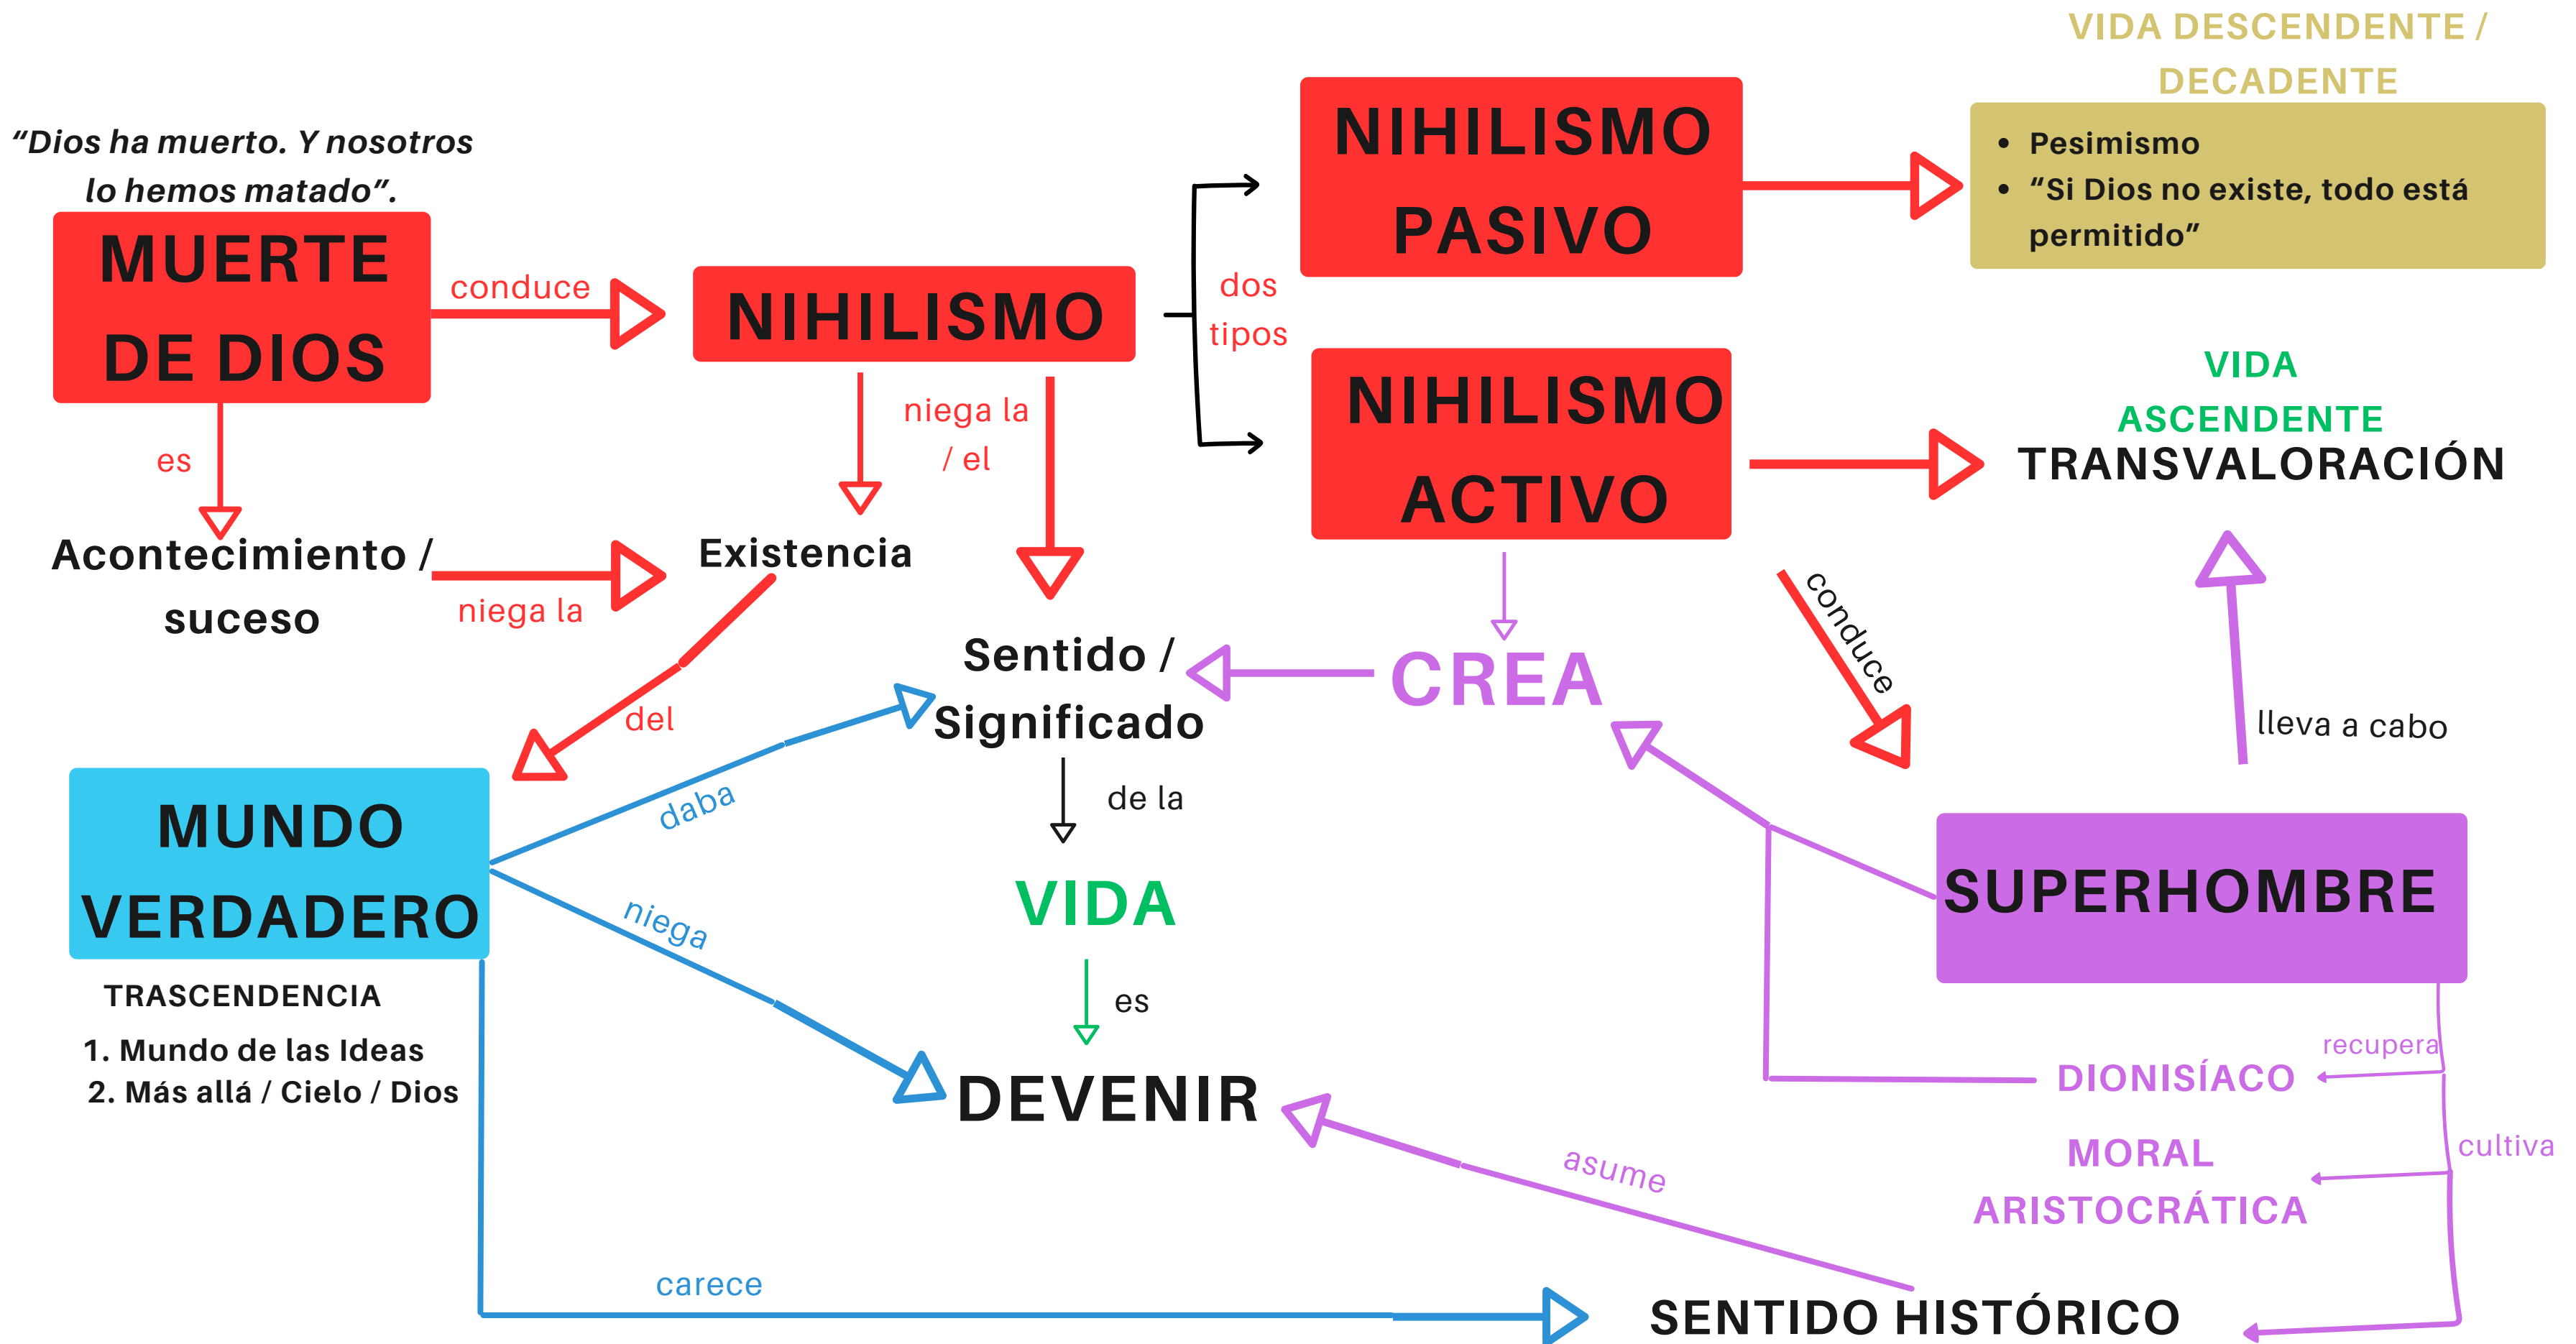 VIDA DESCENDENTE /
DECADENTE
“Dios ha muerto. Y nosotros
lo hemos matado”.
MUERTE
DE DIOS
conduce
NIHILISMO
dos
tipos
NIHILISMO
PASIVO
• Pesimismo
• “Si Dios no existe, todo está
permitido”
NIHILISMO
ACTIVO
VIDA
ASCENDENTE
TRANSVALORACIÓN
es
niega la
/ el
Acontecimiento /
suceso
niega la
Existencia
conduce
Sentido /
Significado
CREA
del
lleva a cabo
daba
de la
MUNDO
VERDADERO
VIDA
SUPERHOMBRE
niega
es
TRASCENDENCIA
1. Mundo de las Ideas
2. Más allá / Cielo / Dios
DEVENIR
recupera
DIONISÍACO
cultiva
MORAL
ARISTOCRÁTICA
asume
carece
SENTIDO HISTÓRICO